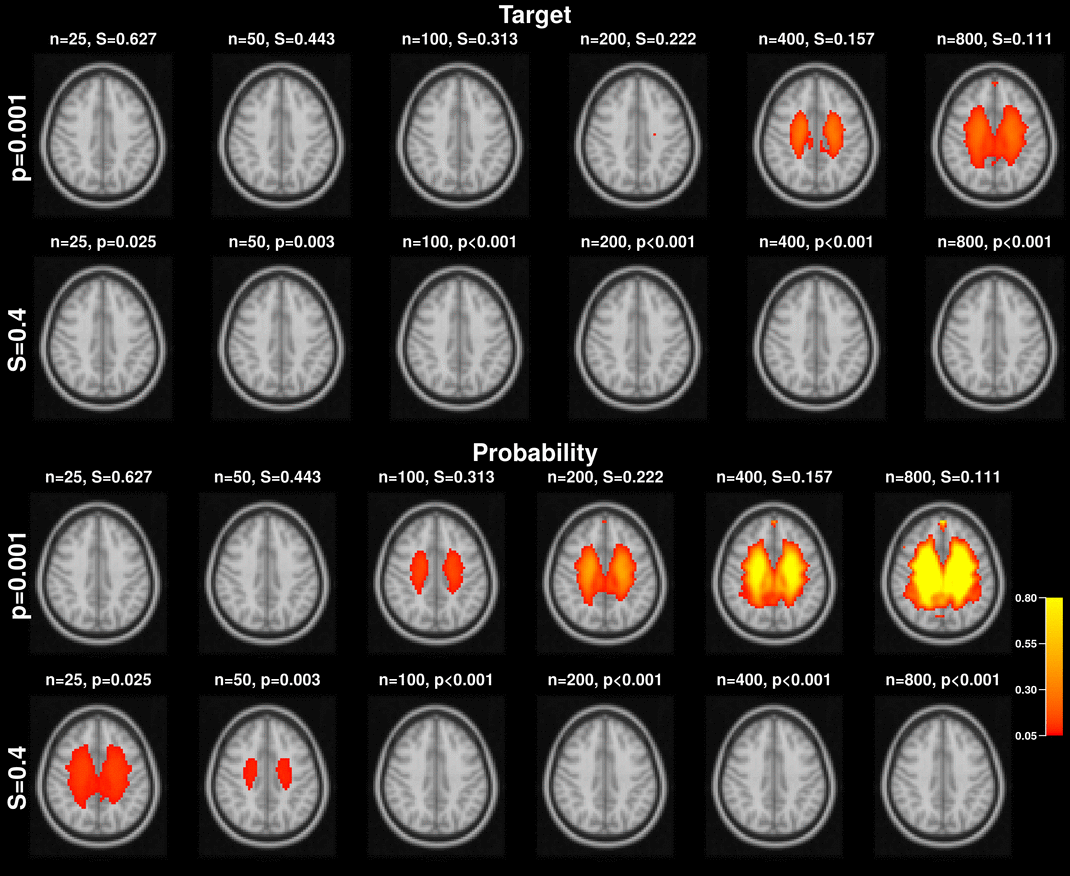 Target
n=25, S=0.627 n=50, S=0.443 n=100, S=0.313 n=200, S=0.222 n=400, S=0.157 n=800, S=0.111
p=0.001
n=25, p=0.025 n=50, p=0.003 n=100, p<0.001 n=200, p<0.001 n=400, p<0.001 n=800, p<0.001
S=0.4
Probability
n=25, S=0.627 n=50, S=0.443 n=100, S=0.313 n=200, S=0.222 n=400, S=0.157 n=800, S=0.111
p=0.001
0.80
0.55
0.30
0.05
n=25, p=0.025 n=50, p=0.003 n=100, p<0.001 n=200, p<0.001 n=400, p<0.001 n=800, p<0.001
S=0.4